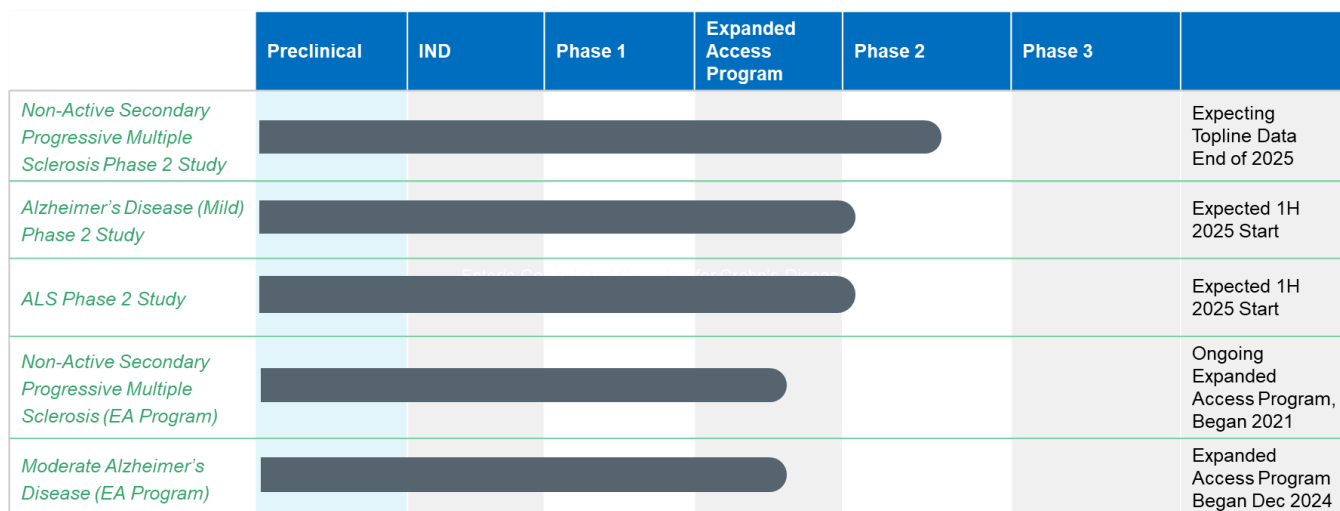 Preclinical
IND
Phase 1
Expanded
Access
Program
Phase 2
Phase 3
Non-Active Secondary
Progressive Multiple
Sclerosis Phase 2 Study
Expecting
Topline Data
End of 2025
Alzheimer's Disease (Mild)
Phase 2 Study
Expected 1H
2025 Start
for Crohn's
ALS Phase 2 Study
Expected 1H
2025 Start
Non-Active Secondary
Progressive Multiple
Sclerosis (EA Program)
Ongoing
Expanded
Access Program,
Began 2021
Moderate Alzheimer's
Disease (EA Program)
Expanded
Access Program
Began Dec 2024